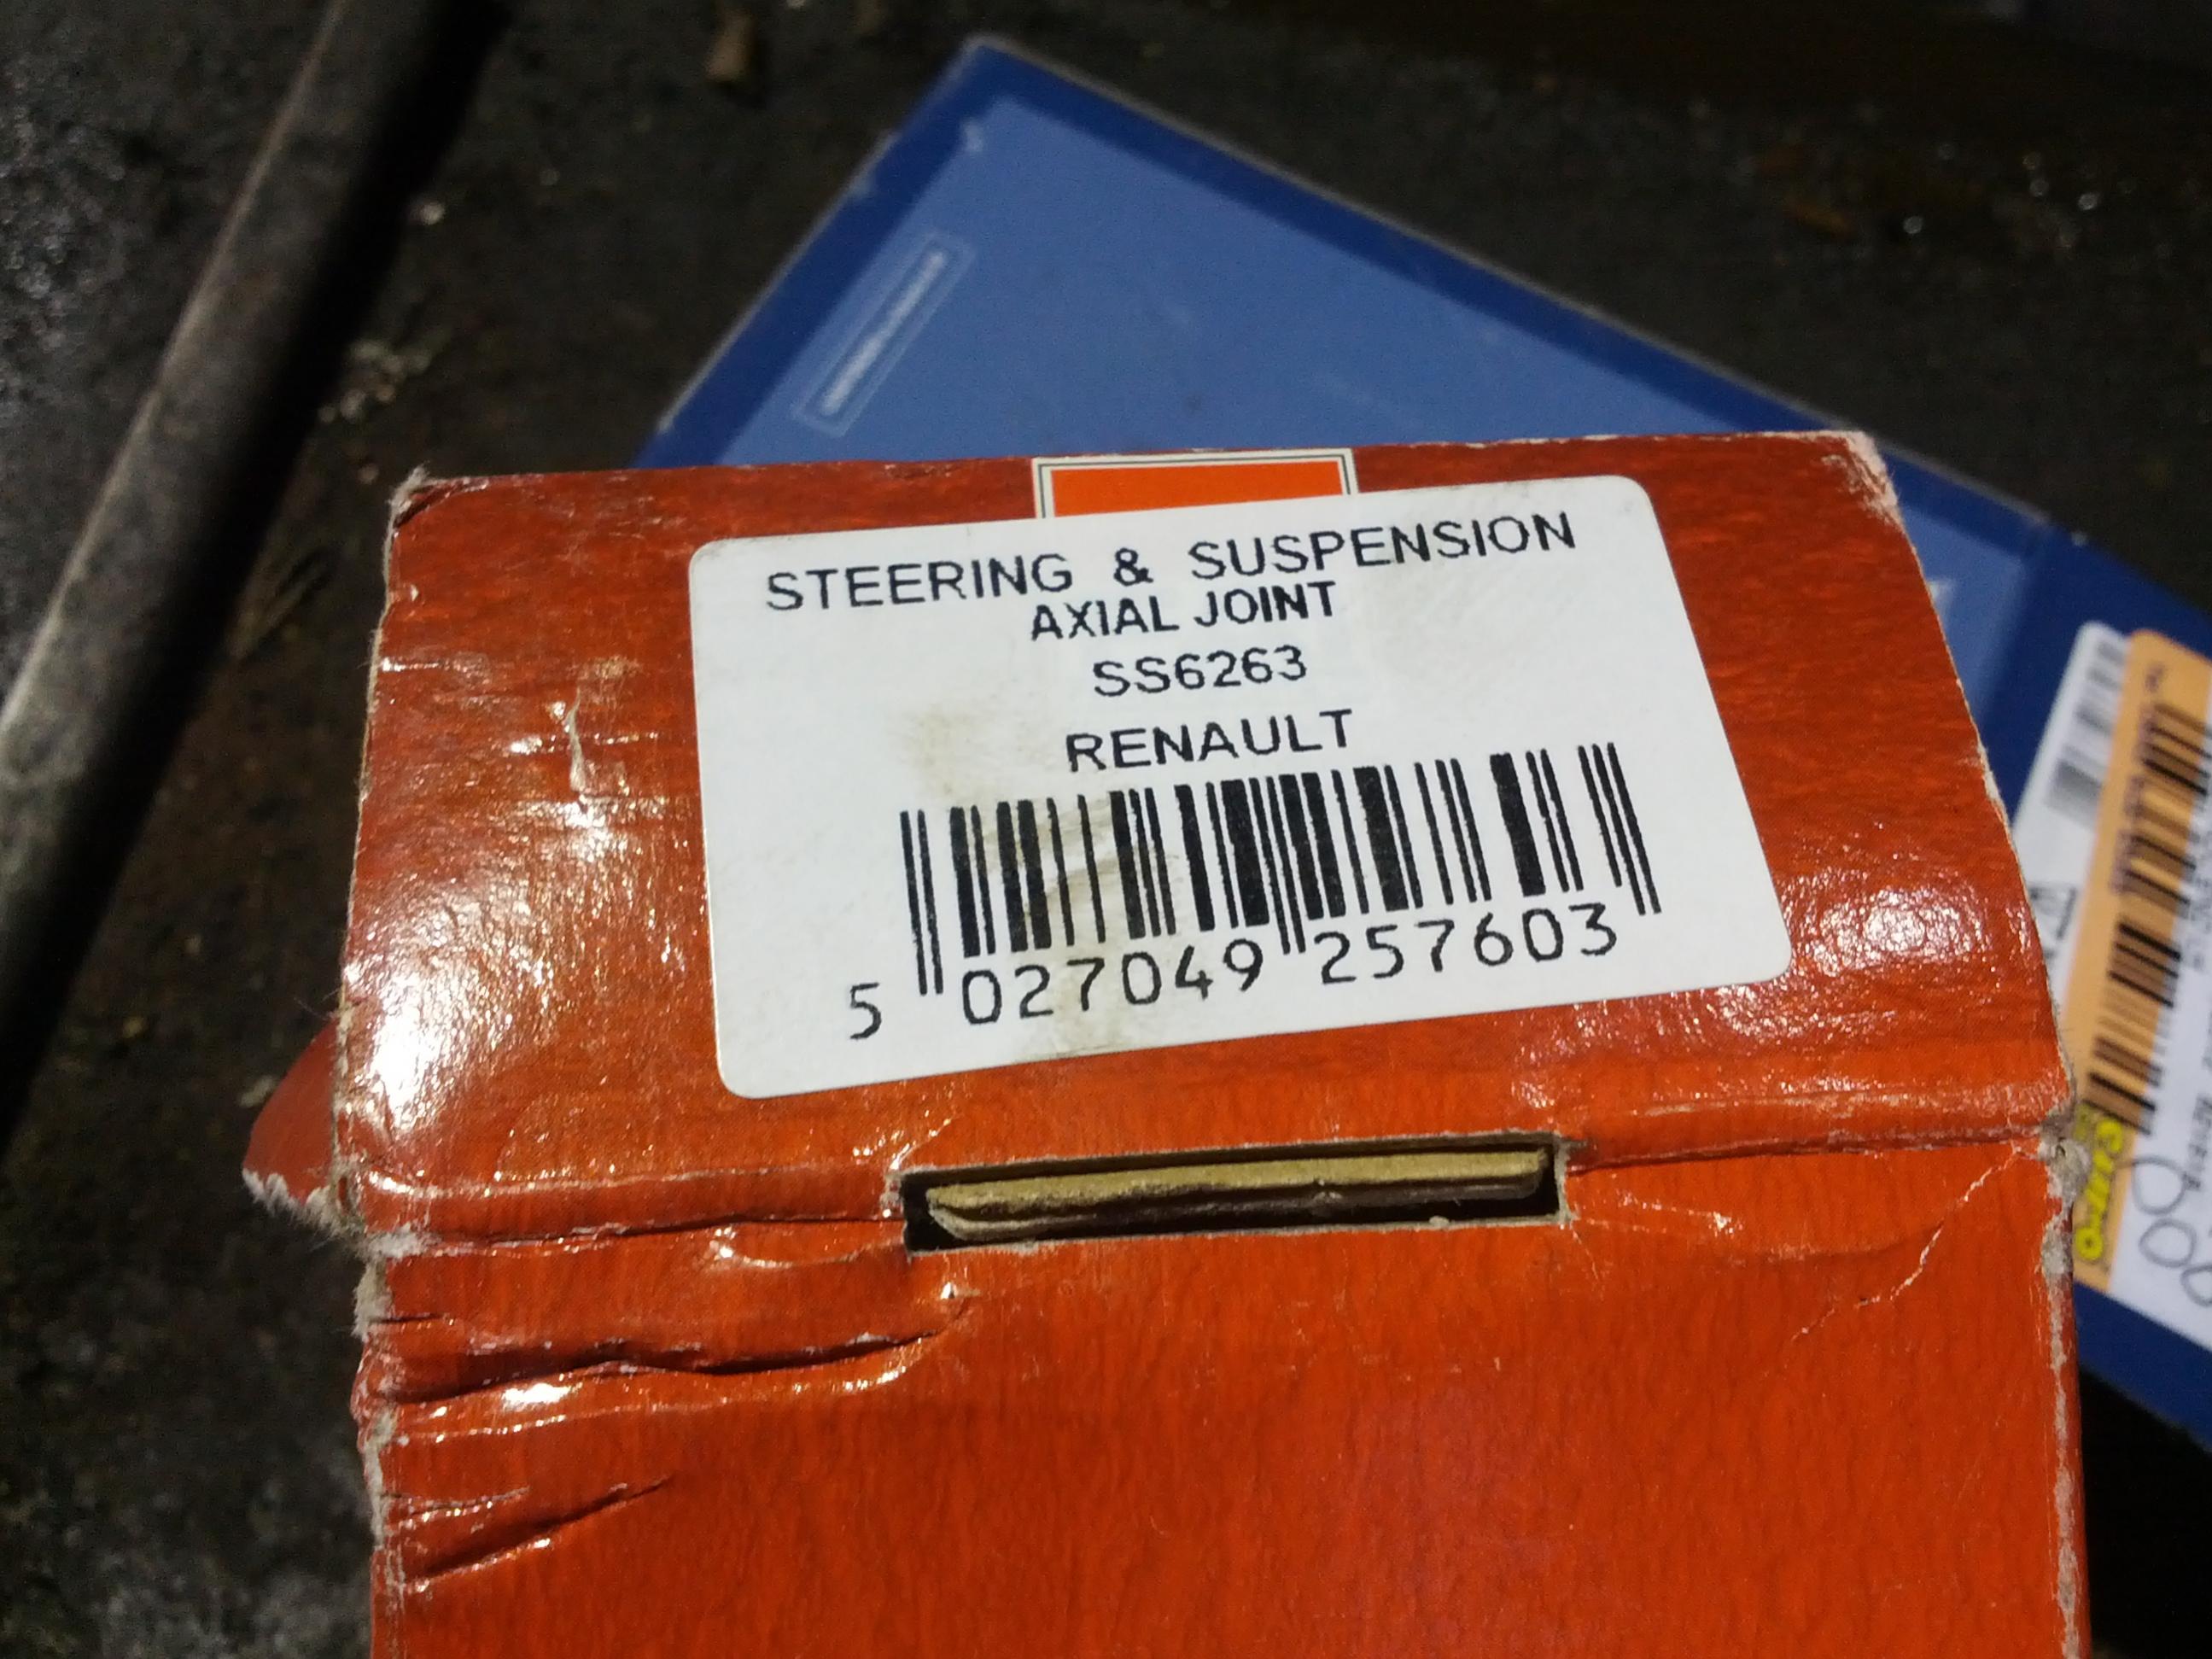 STEERING & SUSPENSION
AXIAL JOINT
SS6263
RENAULT
5 027049 257603